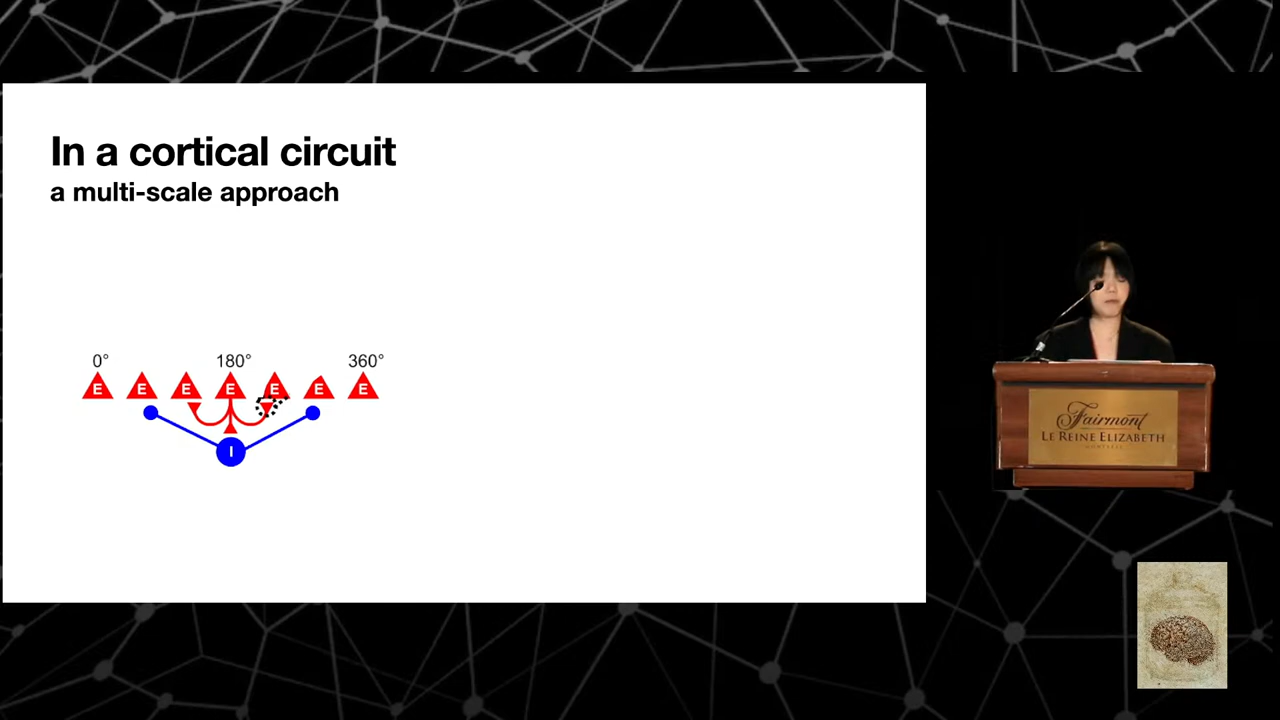 In a cortical circuit
a multi-scale approach
0° 180° 360°
E E E E E E E
I
Fairmont
LE REINE ELIZABETH